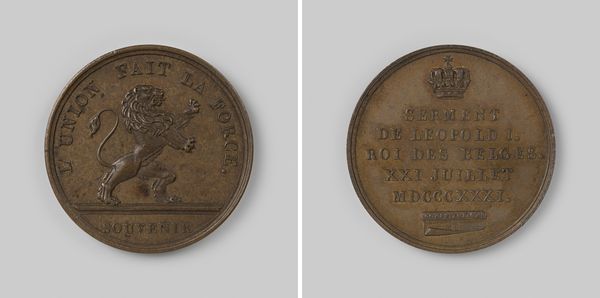 L'UNION FAIT LA FORCE.
SOUVENIR
SERMENT
DE LEOPOLD I.
ROI DES BELGES.
XXI JUILLET
MDCCCXXXI.